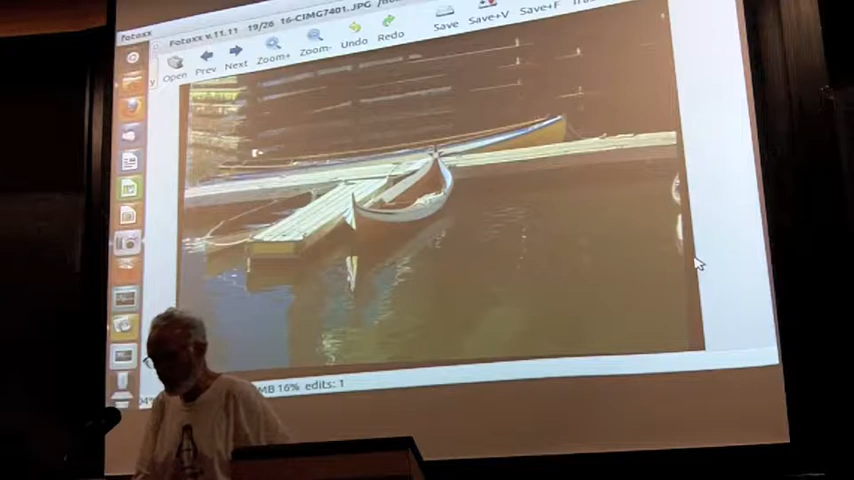 Fotoxx
Fotoxx v.11.11 19/26 16-CIMG7401.JPG
Open Prev Next Zoom+ Zoom- Undo Redo Save Save+V Save+F
MB 16% edits: 1